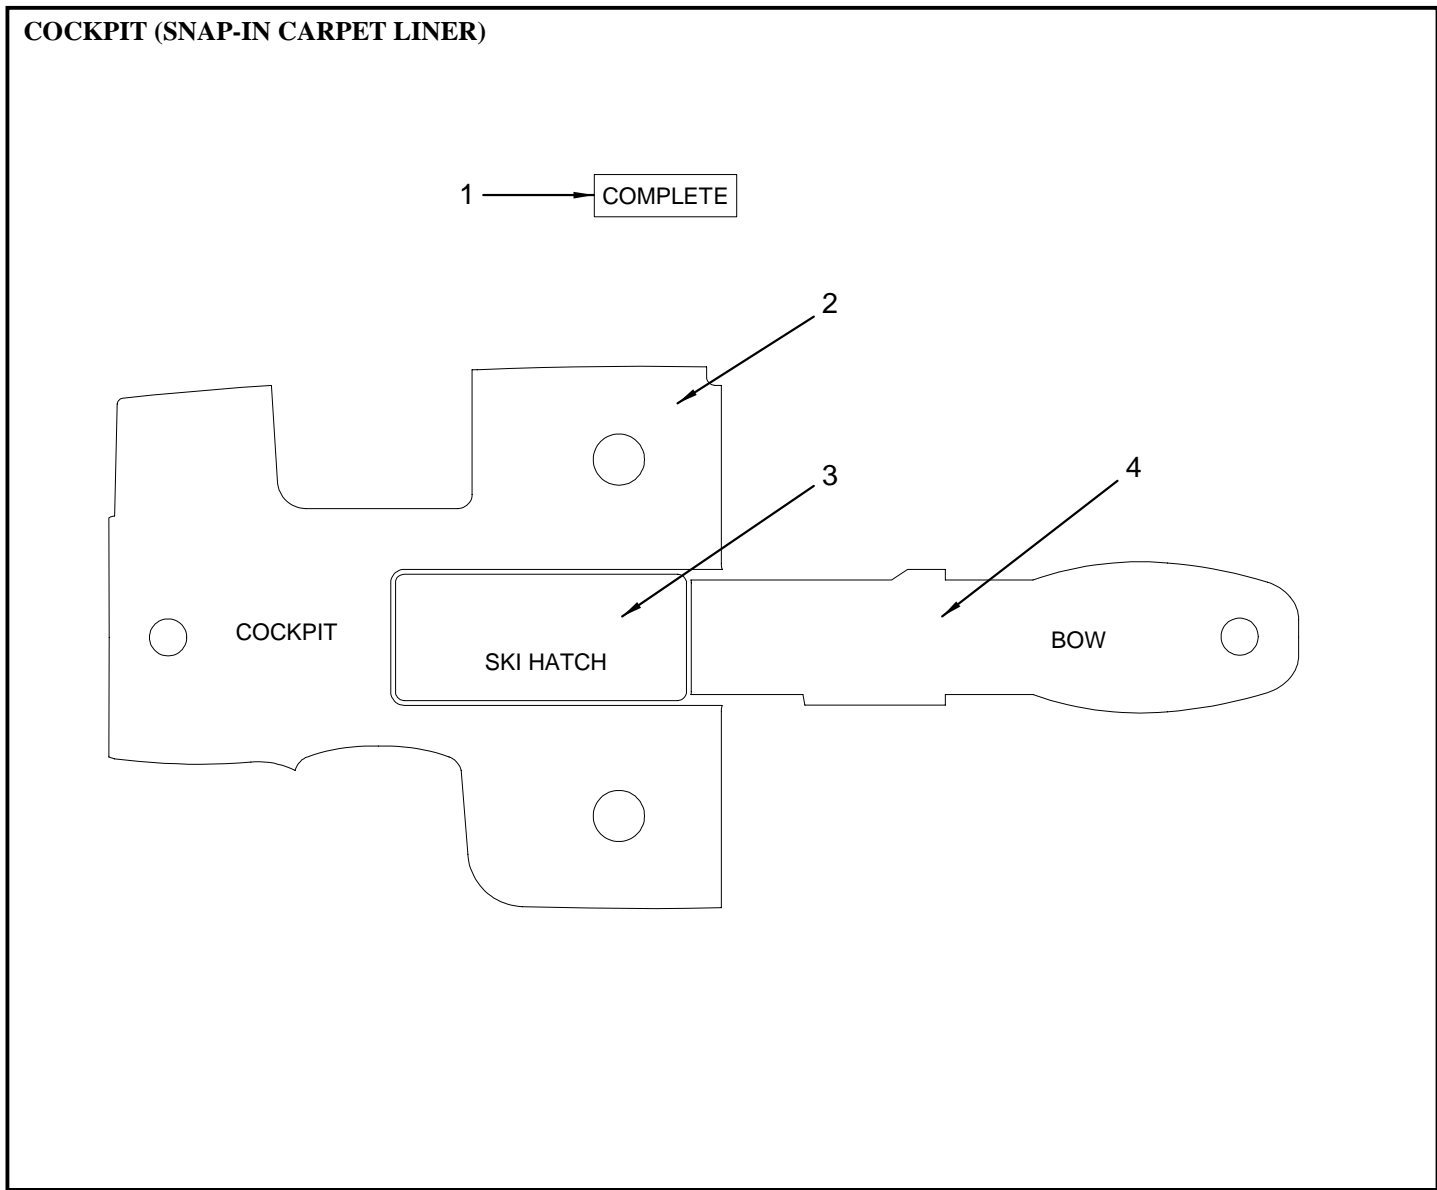 COCKPIT (SNAP-IN CARPET LINER)
1
COMPLETE
2
3
4
COCKPIT
SKI HATCH
BOW